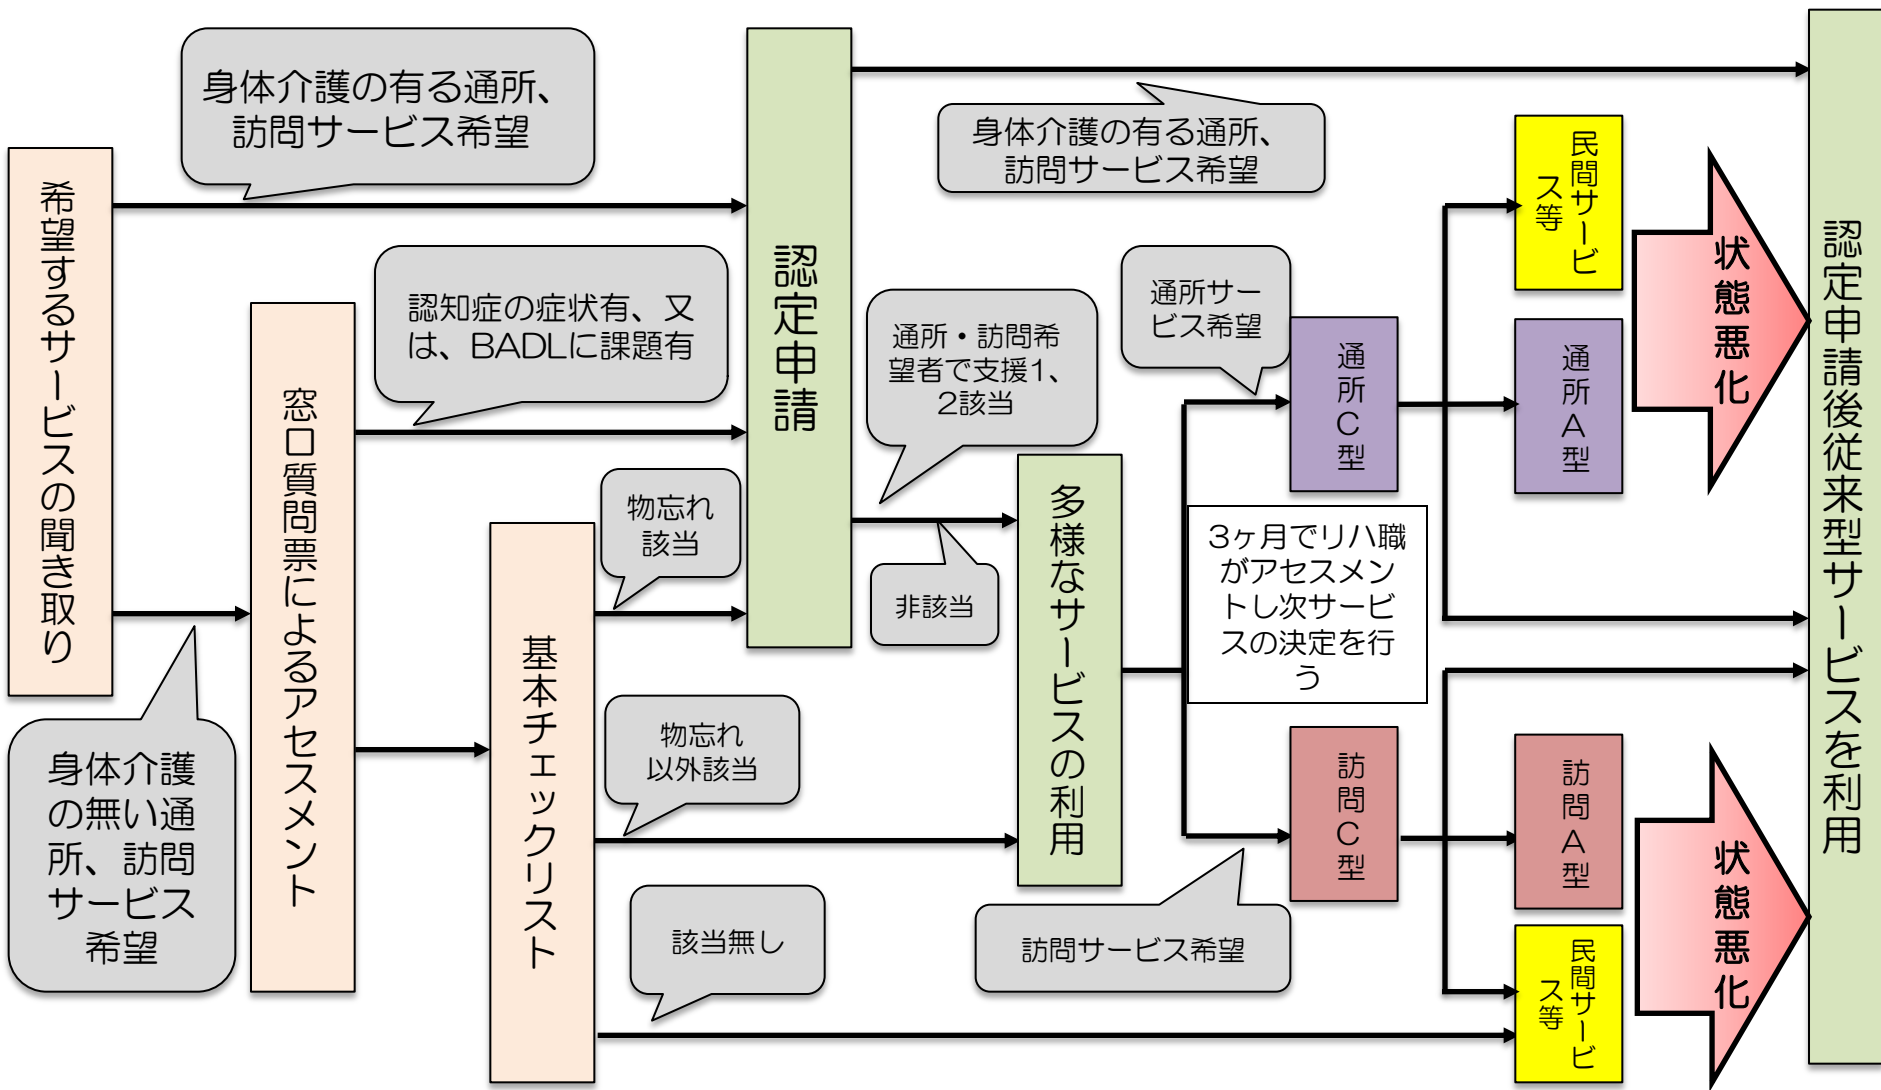 希望するサービスの聞き取り
身体介護の有る通所、
訪問サービス希望
身体介護
の無い通
所、訪問
サービス
希望
窓口質問票によるアセスメント
認知症の症状有、又
は、BADLに課題有
基本チェックリスト
物忘れ
該当
物忘れ
以外該当
該当無し
認定申請
身体介護の有る通所、
訪問サービス希望
通所・訪問希
望者で支援1、
2該当
非該当
多様なサービスの利用
通所サー
ビス希望
通所C型
3ヶ月でリハ職
がアセスメン
トし次サービ
スの決定を行
う
訪問C型
訪問サービス希望
民間サービ
ス等
通所A型
訪問A型
民間サービ
ス等
状態悪化
状態悪化
認定申請後従来型サービスを利用